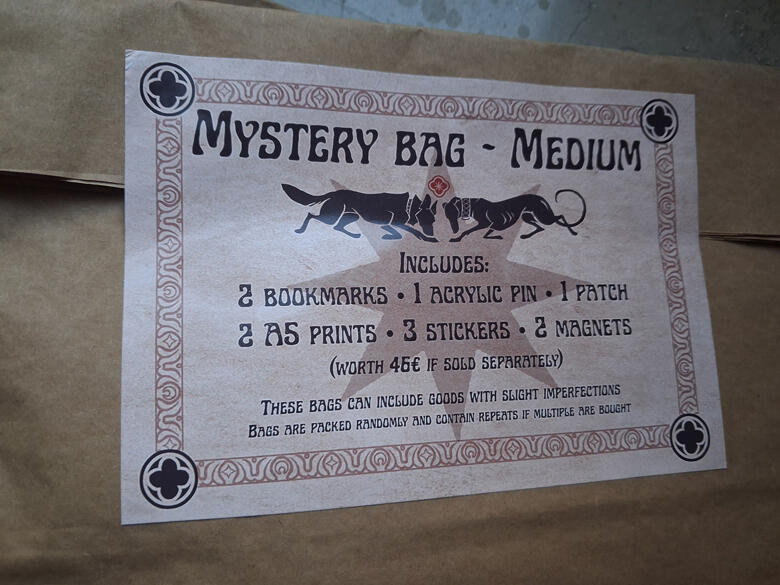 MYSTERY BAG - MEDIUM
INCLUDES:
2 BOOKMARKS • 1 ACRYLIC PIN • 1 PATCH
2 A5 PRINTS • 3 STICKERS • 2 MAGNETS
(WORTH 45€ IF SOLD SEPARATELY)
THESE BAGS CAN INCLUDE GOODS WITH SLIGHT IMPERFECTIONS
BAGS ARE PACKED RANDOMLY AND CONTAIN REPEATS IF MULTIPLE ARE BOUGHT